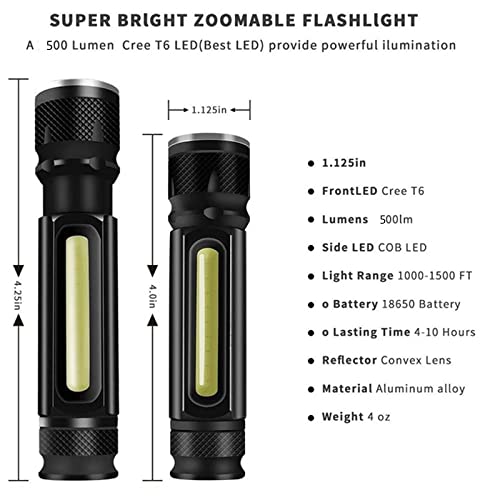 SUPER BRIGHT ZOOMABLE FLASHLIGHT
A 500 Lumen Cree T6 LED(Best LED) provide powerful ilumination
1.125in
4.25in
4.0in
1.125in
FrontLED Cree T6
Lumens 500lm
Side LED COB LED
Light Range 1000-1500 FT
o Battery 18650 Battery
o Lasting Time 4-10 Hours
Reflector Convex Lens
Material Aluminum alloy
Weight 4 oz